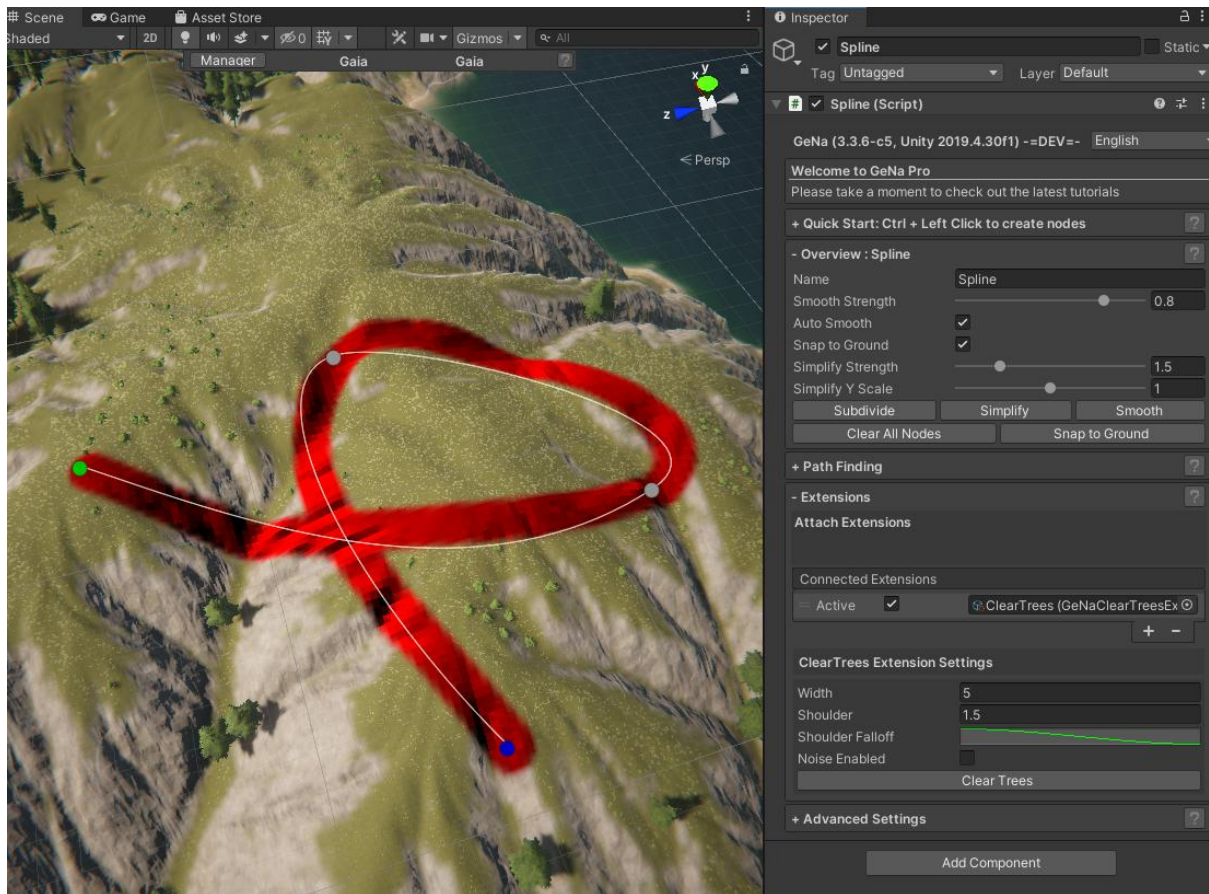 Scene Game Asset Store
Shaded 2D 0 Gizmos All
Manager Gaia Gaia ?
y
x
z
Persp
Inspector
Spline Static
Tag Untagged Layer Default
# Spline (Script)
GeNa (3.3.6-c5, Unity 2019.4.30f1) -=DEV=- English
Welcome to GeNa Pro
Please take a moment to check out the latest tutorials
+ Quick Start: Ctrl + Left Click to create nodes ?
- Overview : Spline ?
Name Spline
Smooth Strength 0.8
Auto Smooth
Snap to Ground
Simplify Strength 1.5
Simplify Y Scale 1
Subdivide Simplify Smooth
Clear All Nodes Snap to Ground
+ Path Finding ?
- Extensions ?
Attach Extensions
Connected Extensions
Active ClearTrees (GeNaClearTreesEx
+ -
ClearTrees Extension Settings
Width 5
Shoulder 1.5
Shoulder Falloff
Noise Enabled
Clear Trees
+ Advanced Settings ?
Add Component